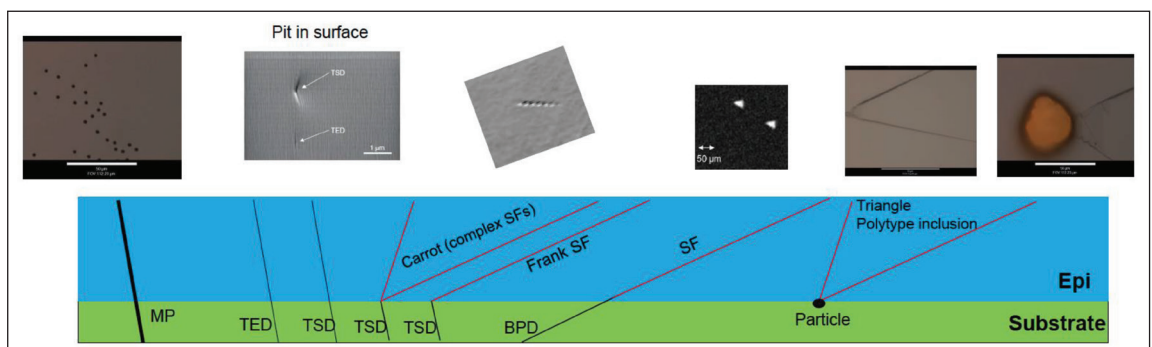 Pit in surface
TSD
TED
1 µm
50 µm
Carrot (complex SFs)
Frank SF
SF
Triangle
Polytype inclusion
Epi
MP
TED
TSD
TSD
TSD
BPD
Particle
Substrate